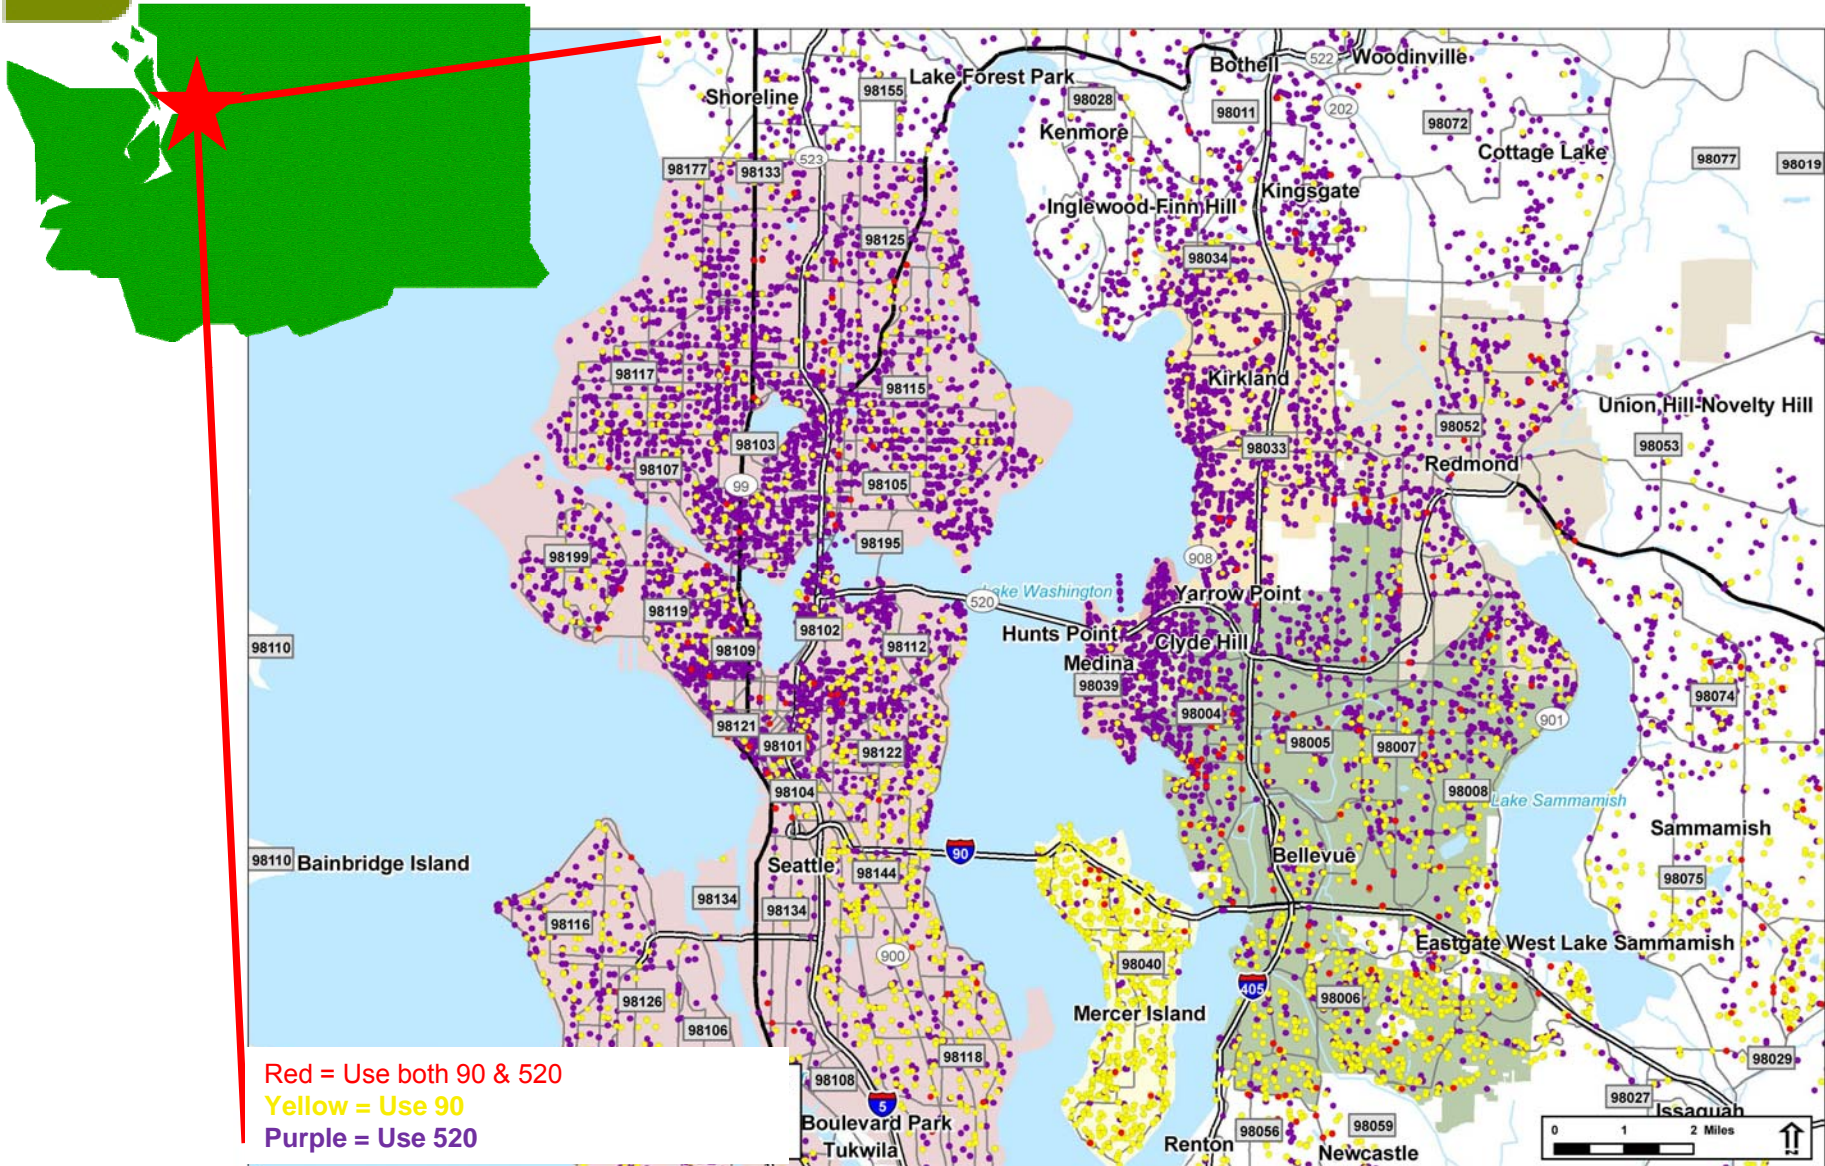 Bothell
522
Woodinville
Lake Forest Park
98155
Shoreline
98028
98011
202
98072
Kenmore
Cottage Lake
98077
98019
523
98177
98133
Kingsgate
Inglewood-Finn Hill
98125
98034
98117
98115
Kirkland
Union Hill-Novelty Hill
98103
98052
98053
98033
98107
Redmond
99
98105
98195
98199
908
Lake Washington
520
Yarrow Point
98119
98102
Hunts Point
Clyde Hill
98110
98109
98112
Medina
98039
98074
98004
901
98121
98101
98122
98005
98007
98104
98008
Lake Sammamish
Sammamish
90
98110
Bainbridge Island
Seattle
98144
Bellevue
98075
98134
98134
98116
Eastgate
West Lake Sammamish
900
98040
98126
405
98006
98106
Mercer Island
98118
98029
Red = Use both 90 & 520
98108
Yellow = Use 90
5
98027
Issaquah
Purple = Use 520
Boulevard Park
98056
98059
0 1 2 Miles
Tukwila
Renton
Newcastle
N